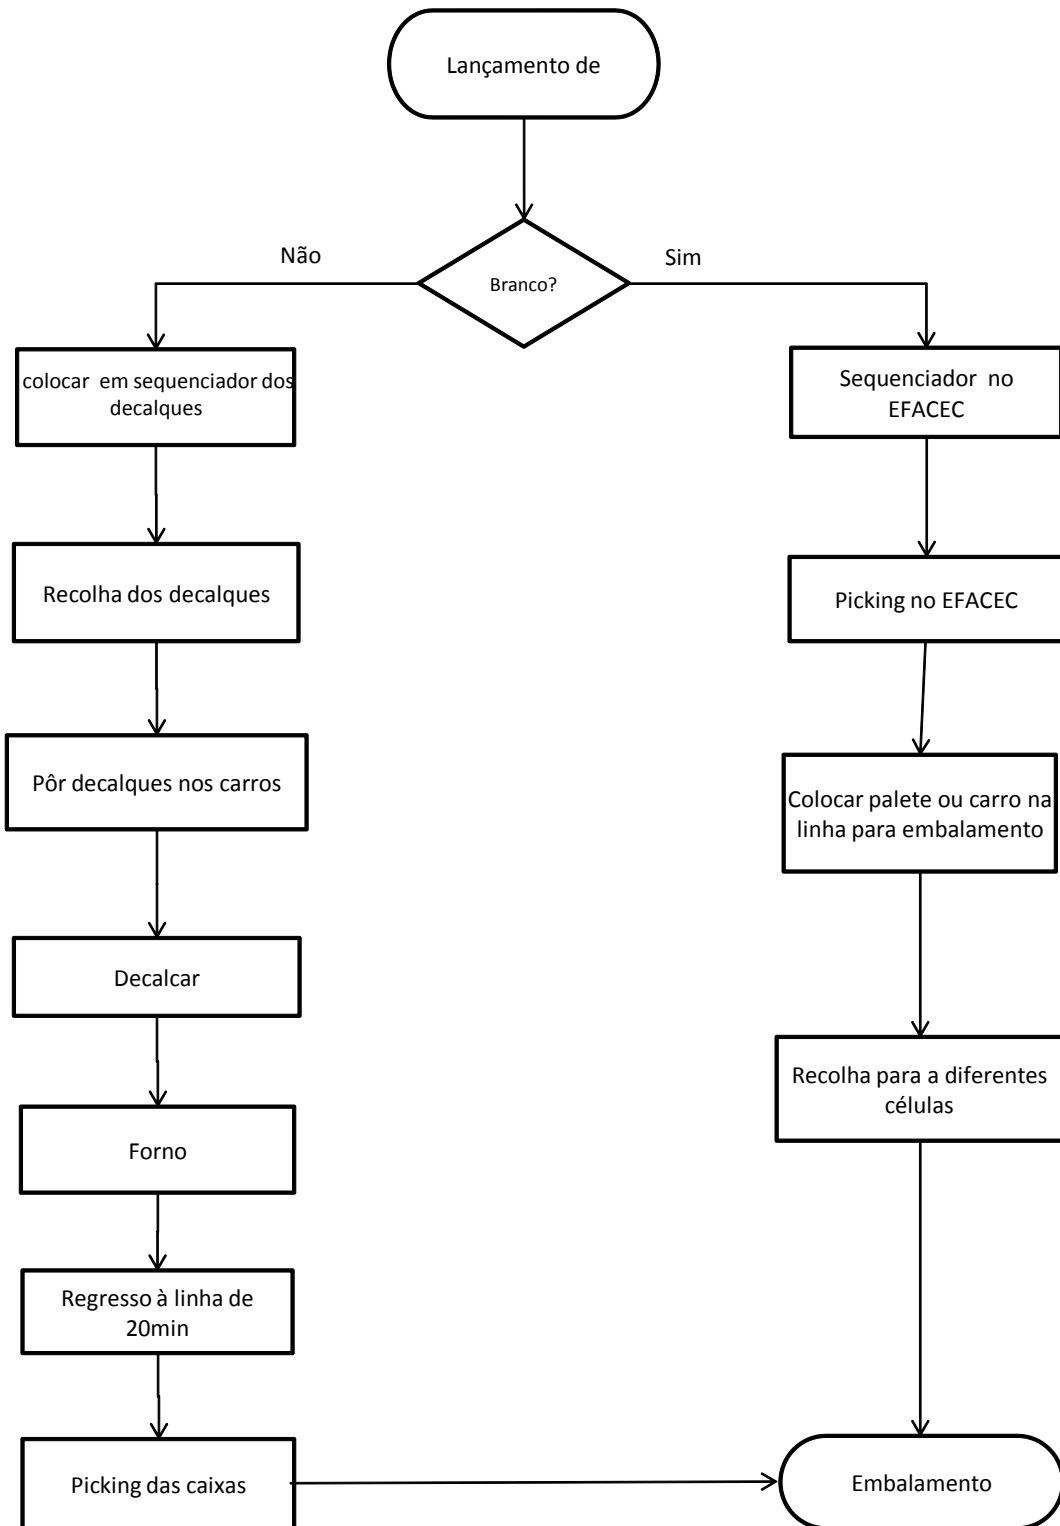 Lançamento de
Branco?
Não
Sim
colocar em sequenciador dos
decalques
Sequenciador no
EFACEC
Recolha dos decalques
Picking no EFACEC
Pôr decalques nos carros
Colocar palete ou carro na
linha para embalamento
Decalcar
Recolha para a diferentes
células
Forno
Regresso à linha de
20min
Picking das caixas
Embalamento